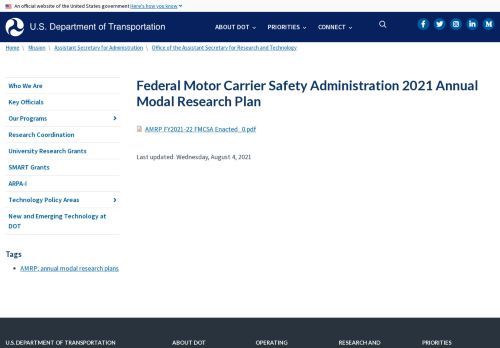 An official website of the United States government Here's how you know
U.S. Department of Transportation
ABOUT DOT
PRIORITIES
CONNECT
Home \ Mission \ Assistant Secretary for Administration \ Office of the Assistant Secretary for Research and Technology
Who We Are
Key Officials
Our Programs
Research Coordination
University Research Grants
SMART Grants
ARPA-I
Technology Policy Areas
New and Emerging Technology at
DOT
Tags
AMRP; annual modal research plans
Federal Motor Carrier Safety Administration 2021 Annual
Modal Research Plan
AMRP FY2021-22 FMCSA Enacted_0.pdf
Last updated: Wednesday, August 4, 2021
U.S. DEPARTMENT OF TRANSPORTATION
ABOUT DOT
OPERATING
RESEARCH AND
PRIORITIES